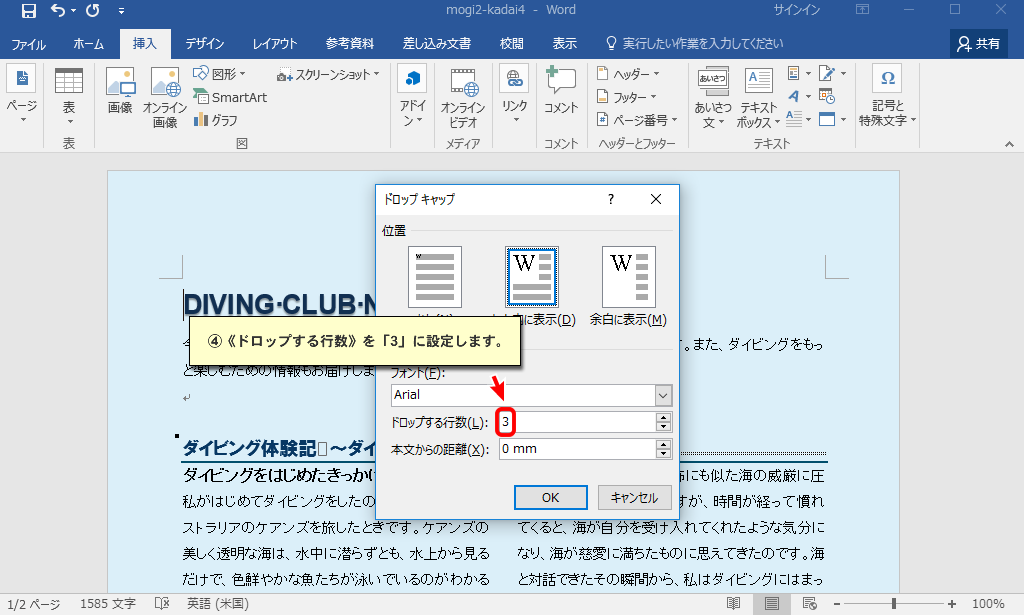 mogi2-kadai4 - Word
サインイン
ファイル ホーム 挿入 デザイン レイアウト 参考資料 差し込み文書 校閲 表示 実行したい作業を入力してください 共有
ページ
表
画像
オンライン画像
図形
SmartArt
グラフ
スクリーンショット
アドイン
オンラインビデオ
リンク
コメント
ヘッダー
フッター
ページ番号
あいさつ
あいさつ文
テキストボックス
記号と特殊文字
表 図 メディア コメント ヘッダーとフッター テキスト
ドロップ キャップ ?
位置
W W W
本文内に表示(D) 余白に表示(M)
DIVING・CLUB・N
④《ドロップする行数》を「3」に設定します。
。また、ダイビングをもっ
と楽しむための情報もお届けしま
フォント(F):
Arial
ドロップする行数(L): 3
本文からの距離(X): 0 mm
OK キャンセル
ダイビング体験記 ~ダイ
ダイビングをはじめたきっか
私がはじめてダイビングをしたの
ストラリアのケアンズを旅したときです。ケアンズの
美しく透明な海は、水中に潜らずとも、水上から見る
だけで、色鮮やかな魚たちが泳いでいるのがわかる
にも似た海の威厳に圧
が、時間が経って慣れ
てくると、海が自分を受け入れてくれたような気分に
なり、海が慈愛に満ちたものに思えてきたのです。海
と対話できたその瞬間から、私はダイビングにはまっ
1/2 ページ 1585 文字 英語 (米国) 100%